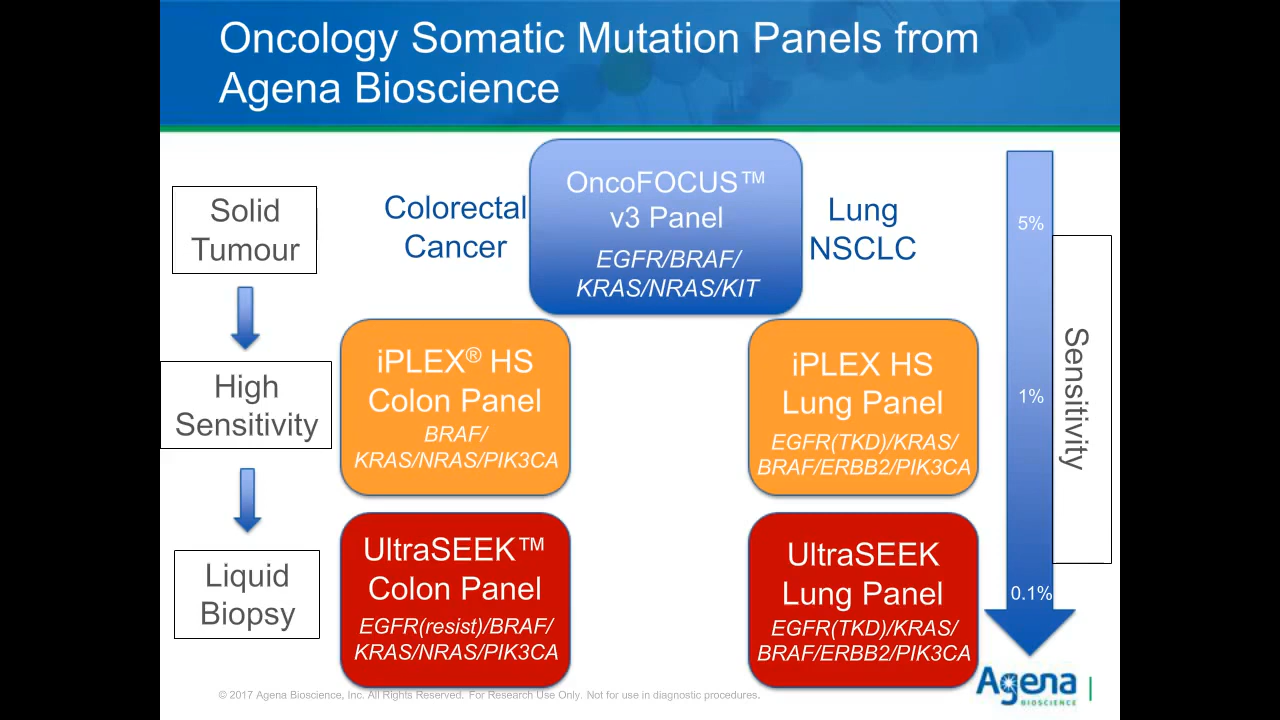 Oncology Somatic Mutation Panels from
Agena Bioscience
Solid
Tumour
Colorectal
Cancer
OncoFOCUS™
v3 Panel
EGFR/BRAF/
KRAS/NRAS/KIT
Lung
NSCLC
5%
High
Sensitivity
iPLEX® HS
Colon Panel
BRAF/
KRAS/NRAS/PIK3CA
iPLEX HS
Lung Panel
EGFR(TKD)/KRAS/
BRAF/ERBB2/PIK3CA
1%
Sensitivity
Liquid
Biopsy
UltraSEEK™
Colon Panel
EGFR(resist)/BRAF/
KRAS/NRAS/PIK3CA
UltraSEEK
Lung Panel
EGFR(TKD)/KRAS/
BRAF/ERBB2/PIK3CA
0.1%
© 2017 Agena Bioscience, Inc. All Rights Reserved. For Research Use Only. Not for use in diagnostic procedures.
Agena
BIOSCIENCE